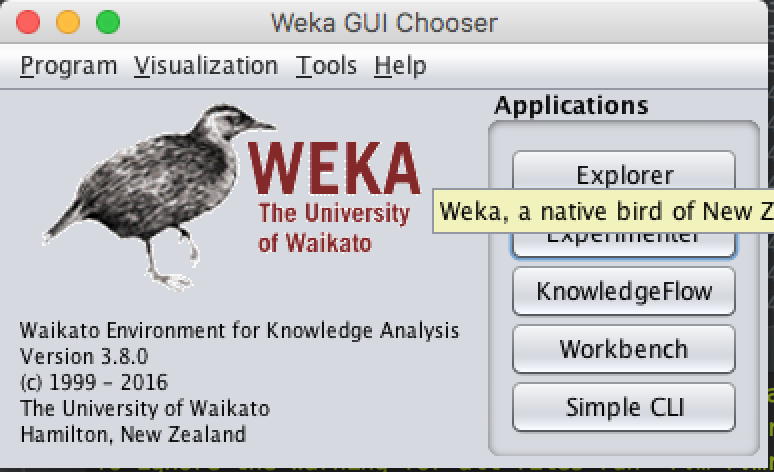 Weka GUI Chooser
Program Visualization Tools Help
Applications
WEKA
The University
of Waikato
Explorer
Weka, a native bird of New Z
Experimenter
KnowledgeFlow
Workbench
Simple CLI
Waikato Environment for Knowledge Analysis
Version 3.8.0
(c) 1999 - 2016
The University of Waikato
Hamilton, New Zealand